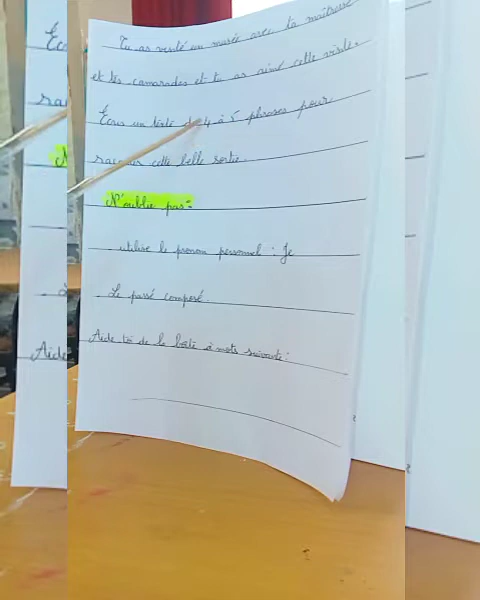 Tu as visité un musée avec ta maîtresse
et tes camarades et tu as aimé cette visite.
Écris un texte de 4 à 5 phrases pour
raconter cette belle sortie.
N'oublie pas:
utilise le pronom personnel : Je
Le passé composé.
Aide toi de la boîte à mots suivante: